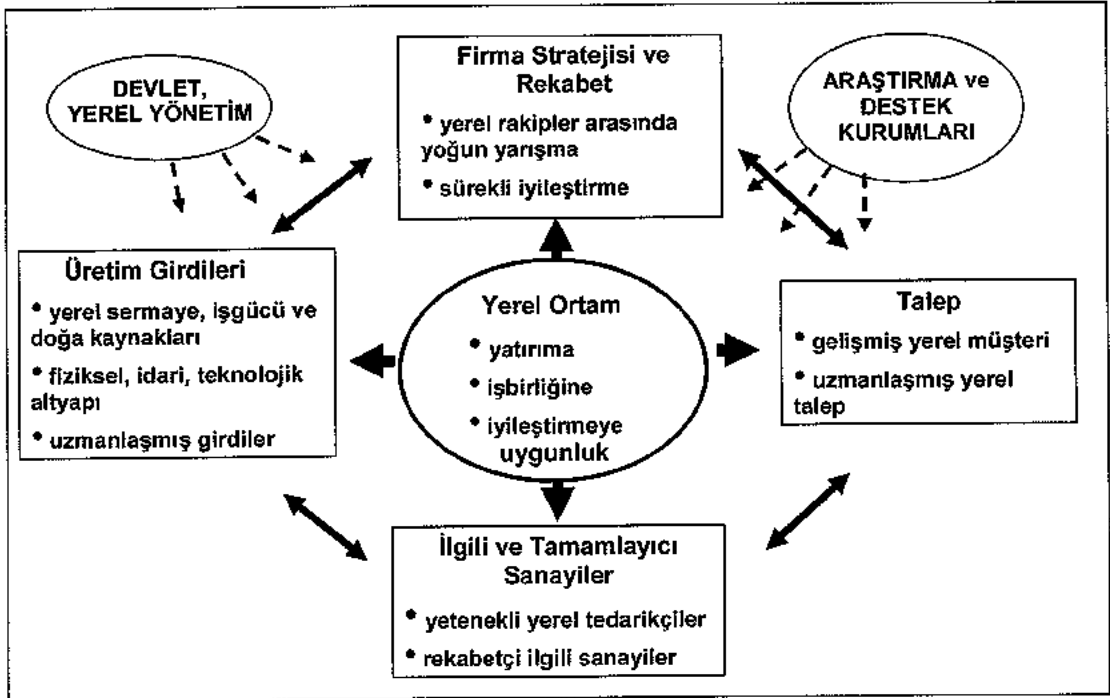 DEVLET,
YEREL YÖNETİM
Firma Stratejisi ve
Rekabet
• yerel rakipler arasında
yoğun yarışma
• sürekli iyileştirme
ARAŞTIRMA ve
DESTEK
KURUMLARI
Üretim Girdileri
• yerel sermaye, işgücü ve
doğa kaynakları
• fiziksel, idari, teknolojik
altyapı
• uzmanlaşmış girdiler
Yerel Ortam
• yatırıma
• işbirliğine
• iyileştirmeye
uygunluk
Talep
• gelişmiş yerel müşteri
• uzmanlaşmış yerel
talep
İlgili ve Tamamlayıcı
Sanayiler
• yetenekli yerel tedarikçiler
• rekabetçi ilgili sanayiler